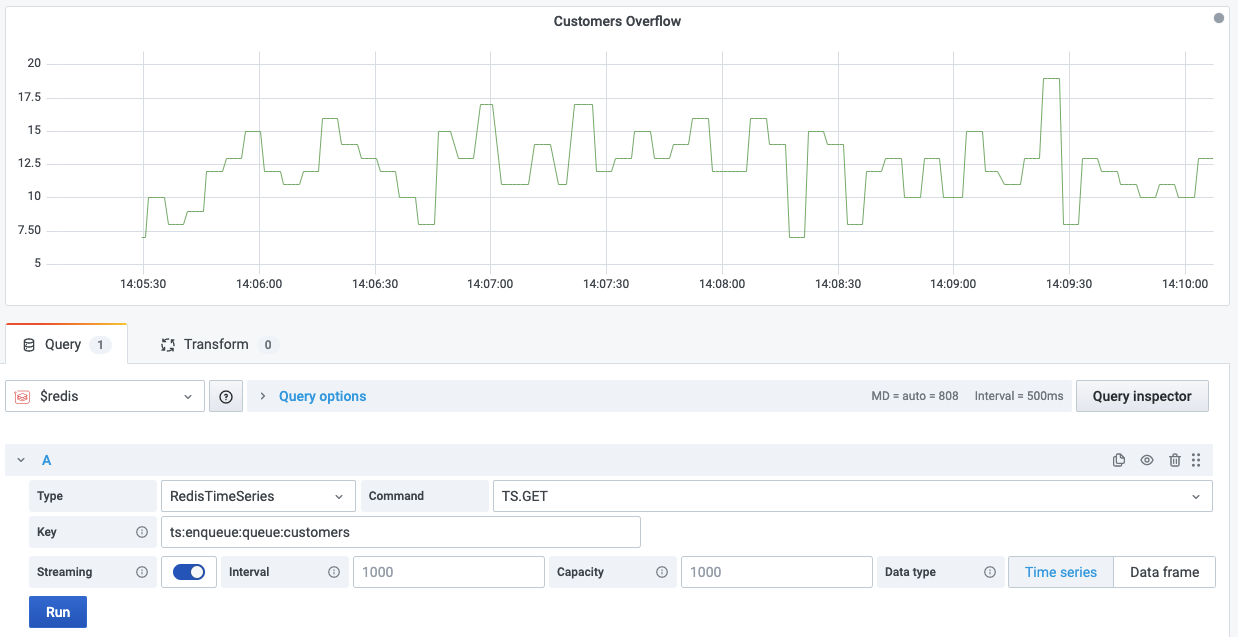 Customers Overflow
20
17.5
15
12.5
10
7.50
5
14:05:30 14:06:00 14:06:30 14:07:00 14:07:30 14:08:00 14:08:30 14:09:00 14:09:30 14:10:00
Query 1 Transform 0
$redis Query options MD = auto = 808 Interval = 500ms Query inspector
A
Type RedisTimeSeries Command TS.GET
Key ts:enqueue:queue:customers
Streaming Interval 1000 Capacity 1000 Data type Time series Data frame
Run